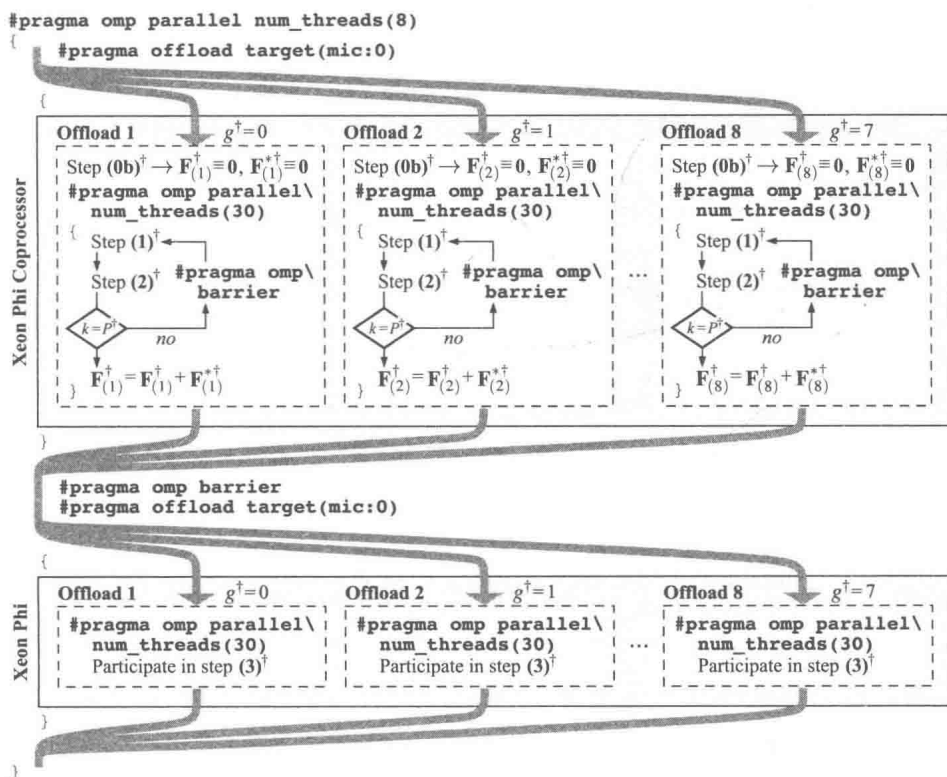 #pragma omp parallel num_threads(8)
{
#pragma offload target(mic:0)
{
Xeon Phi Coprocessor
Offload 1
g†=0
Step (0b)† → F†(1)≡0, F*†(1)≡0
#pragma omp parallel\
num_threads(30)
{
Step (1)†
Step (2)†
#pragma omp\
barrier
k=P†
no
F†(1)=F†(1)+F*†(1)
}
Offload 2
g†=1
Step (0b)† → F†(2)≡0, F*†(2)≡0
#pragma omp parallel\
num_threads(30)
{
Step (1)†
Step (2)†
#pragma omp\
barrier
k=P†
no
F†(2)=F†(2)+F*†(2)
}
...
Offload 8
g†=7
Step (0b)† → F†(8)≡0, F*†(8)≡0
#pragma omp parallel\
num_threads(30)
{
Step (1)†
Step (2)†
#pragma omp\
barrier
k=P†
no
F†(8)=F†(8)+F*†(8)
}
}
#pragma omp barrier
#pragma offload target(mic:0)
{
Xeon Phi
Offload 1
g†=0
#pragma omp parallel\
num_threads(30)
Participate in step (3)†
Offload 2
g†=1
#pragma omp parallel\
num_threads(30)
Participate in step (3)†
...
Offload 8
g†=7
#pragma omp parallel\
num_threads(30)
Participate in step (3)†
}
}